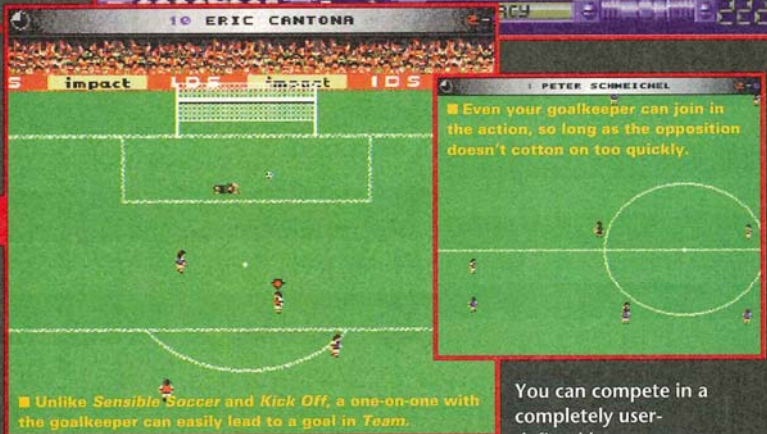 10 ERIC CANTONA
impact
IDS
impact
IDS
■ Unlike Sensible Soccer and Kick Off, a one-on-one with
the goalkeeper can easily lead to a goal in Team.
1 PETER SCHMEICHEL
■ Even your goalkeeper can join in
the action, so long as the opposition
doesn't cotton on too quickly.
You can compete in a
completely user-